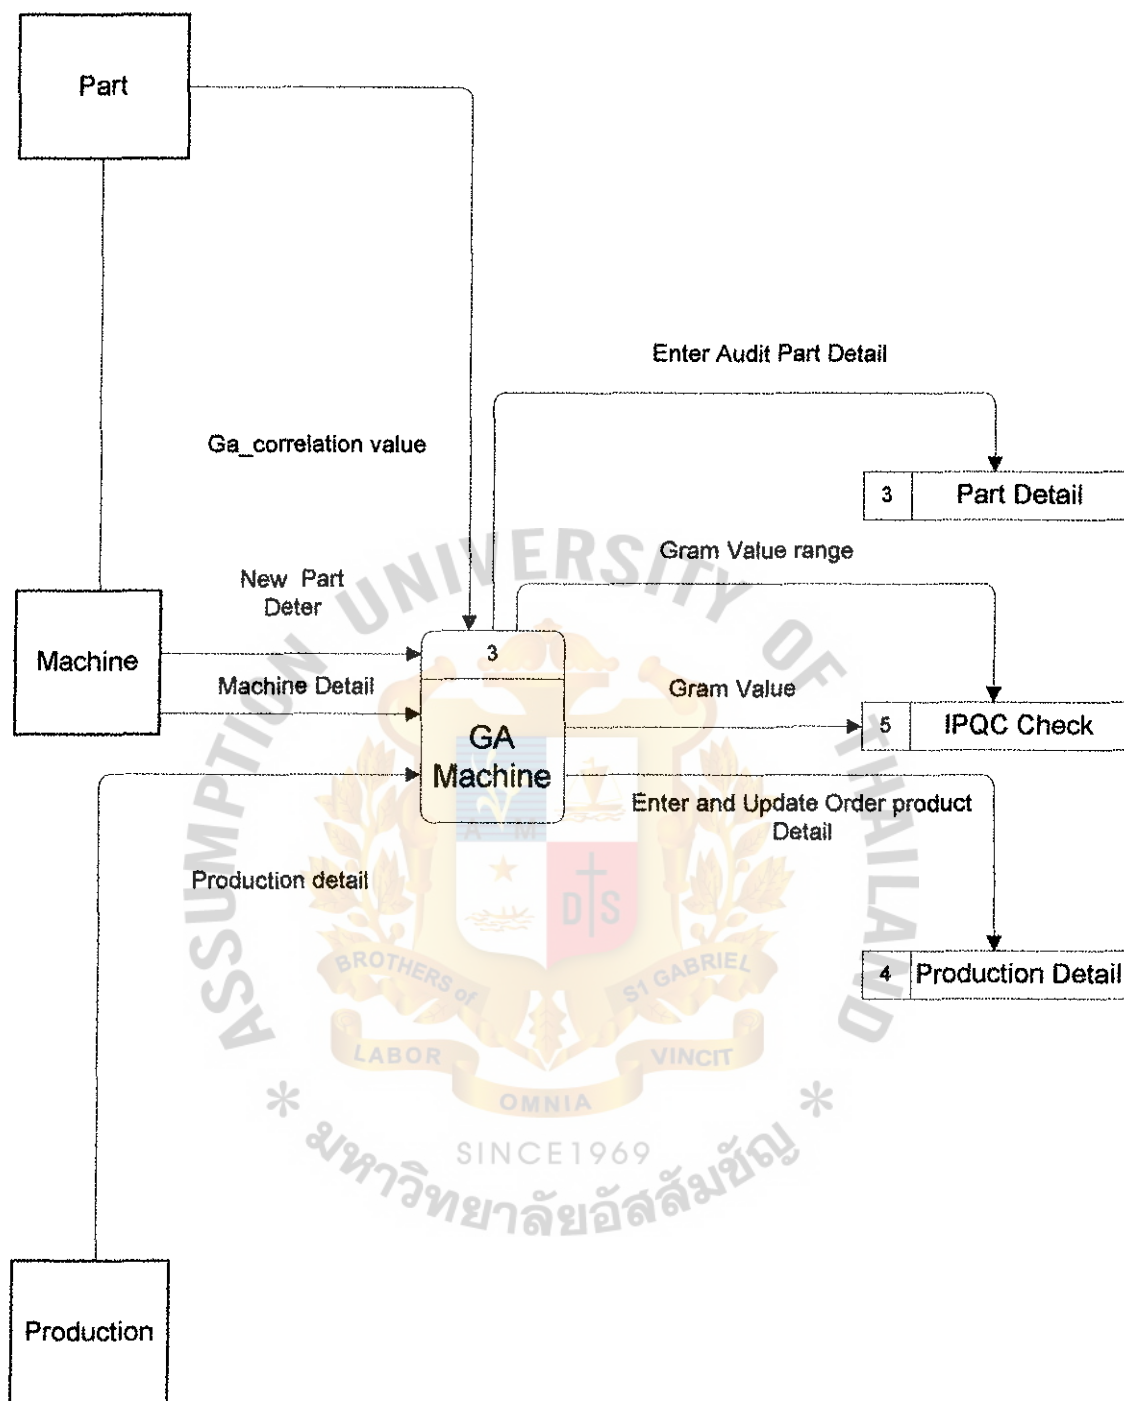 Part
Enter Audit Part Detail
Ga_correlation value
3 Part Detail
Gram Value range
New Part
Deter
3
Machine
Machine Detail
Gram Value
5 IPQC Check
GA
Machine
Enter and Update Order product
Detail
Production detail
4 Production Detail
Production
ASSUMPTION UNIVERSITY OF THAILAND
A M
D S
BROTHERS of S1 GABRIEL
LABOR OMNIA VINCIT
SINCE1969
* มหาวิทยาลัยอัสสัมชัญ *